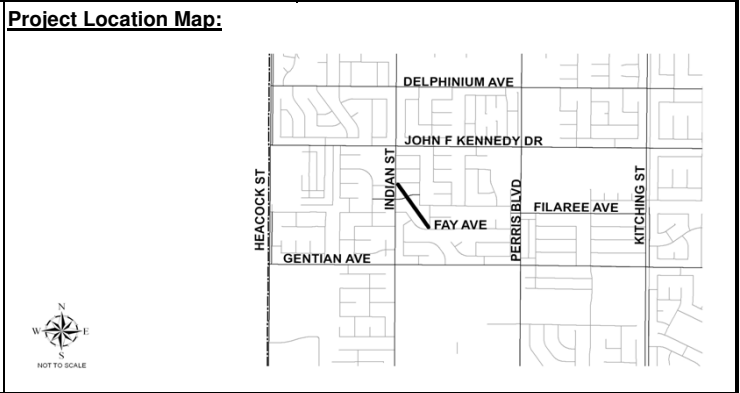 Project Location Map:
DELPHINIUM AVE
JOHN F KENNEDY DR
HEACOCK ST
INDIAN ST
PERRIS BLVD
FILAREE AVE
KITCHING ST
FAY AVE
GENTIAN AVE
N
W E
S
NOT TO SCALE